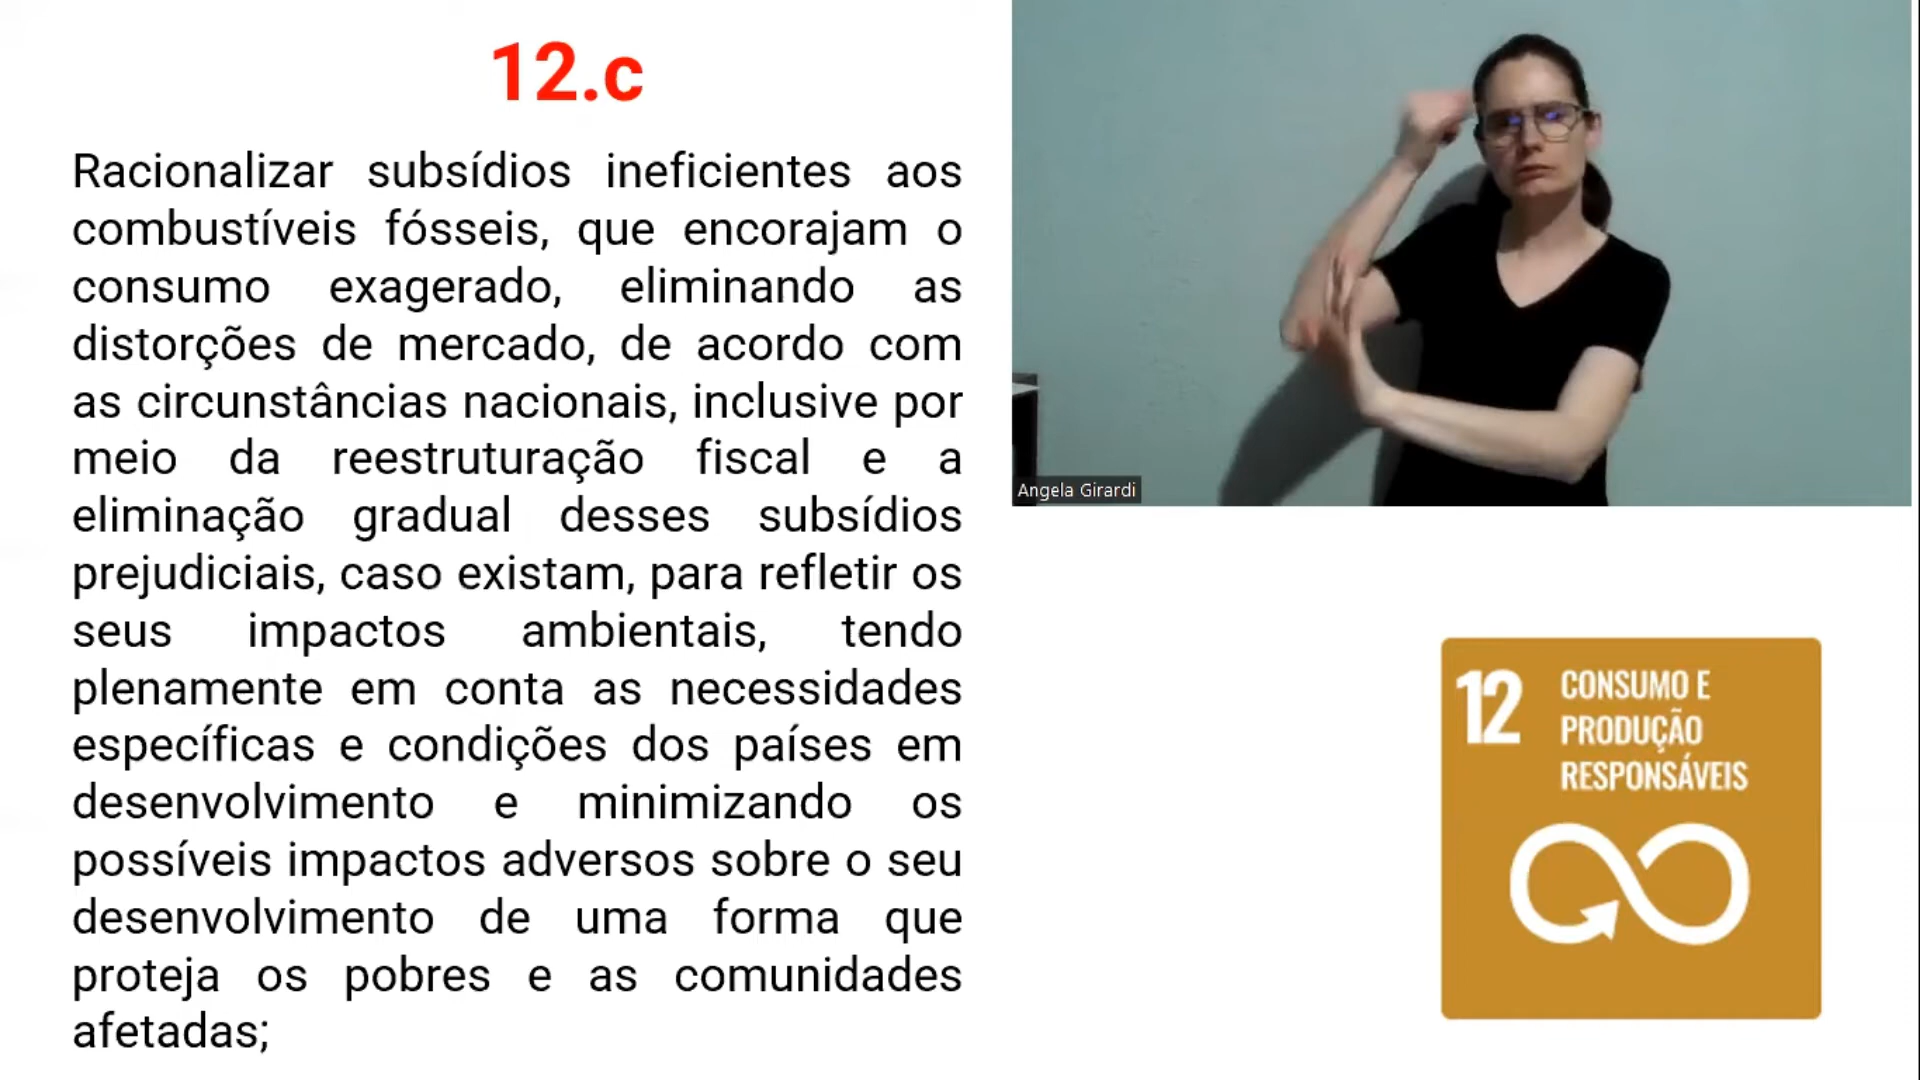 12.c
Racionalizar subsídios ineficientes aos
combustíveis fósseis, que encorajam o
consumo exagerado, eliminando as
distorções de mercado, de acordo com
as circunstâncias nacionais, inclusive por
meio da reestruturação fiscal e a
eliminação gradual desses subsídios
prejudiciais, caso existam, para refletir os
seus impactos ambientais, tendo
plenamente em conta as necessidades
específicas e condições dos países em
desenvolvimento e minimizando os
possíveis impactos adversos sobre o seu
desenvolvimento de uma forma que
proteja os pobres e as comunidades
afetadas;
Angela Girardi
12
CONSUMO E
PRODUÇÃO
RESPONSÁVEIS